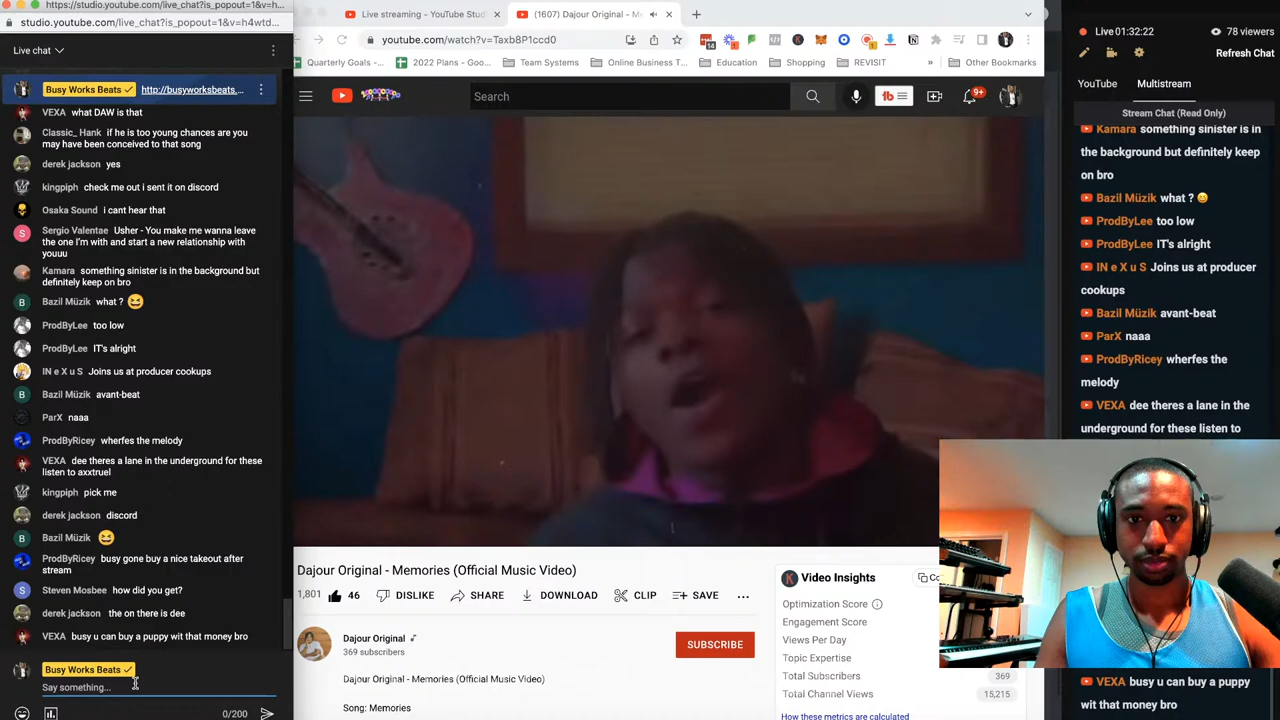 https://studio.youtube.com/live_chat?is_popout=1&v=h...
studio.youtube.com/live_chat?is_popout=1&v=h4wtd...
Live chat
Busy Works Beats http://busyworksbeats....
VEXA what DAW is that
Classic_ Hank if he is too young chances are you
may have been conceived to that song
derek jackson yes
kingpiph check me out i sent it on discord
Osaka Sound i cant hear that
Sergio Valentae Usher - You make me wanna leave
the one I'm with and start a new relationship with
youuu
Kamara something sinister is in the background but
definitely keep on bro
Bazil Müzik what ?
ProdByLee too low
ProdByLee IT's alright
IN e X u S Joins us at producer cookups
Bazil Müzik avant-beat
ParX naaa
ProdByRicey wherfes the melody
VEXA dee theres a lane in the underground for these
listen to axxtruel
kingpiph pick me
derek jackson discord
Bazil Müzik
ProdByRicey busy gone buy a nice takeout after
stream
Steven Mosbee how did you get?
derek jackson the on there is dee
VEXA busy u can buy a puppy wit that money bro
Busy Works Beats
Say something...
0/200
Live streaming - YouTube Studio
(1607) Dajour Original - Me
youtube.com/watch?v=Taxb8P1ccd0
Quarterly Goals -...
2022 Plans - Goo...
Team Systems
Online Business T...
Education
Shopping
REVISIT
»
Other Bookmarks
Search
9+
Dajour Original - Memories (Official Music Video)
1,801
46
DISLIKE
SHARE
DOWNLOAD
CLIP
SAVE
Dajour Original
369 subscribers
SUBSCRIBE
Dajour Original - Memories (Official Music Video)
Song: Memories
Video Insights
Co
Optimization Score
Engagement Score
Views Per Day
Topic Expertise
Total Subscribers 369
Total Channel Views 15,215
How these metrics are calculated
Live 01:32:22
78 viewers
Refresh Chat
YouTube
Multistream
Stream Chat (Read Only)
Kamara something sinister is in
the background but definitely keep
on bro
Bazil Müzik what ?
ProdByLee too low
ProdByLee IT's alright
IN e X u S Joins us at producer
cookups
Bazil Müzik avant-beat
ParX naaa
ProdByRicey wherfes the
melody
VEXA dee theres a lane in the
underground for these listen to
VEXA busy u can buy a puppy
wit that money bro